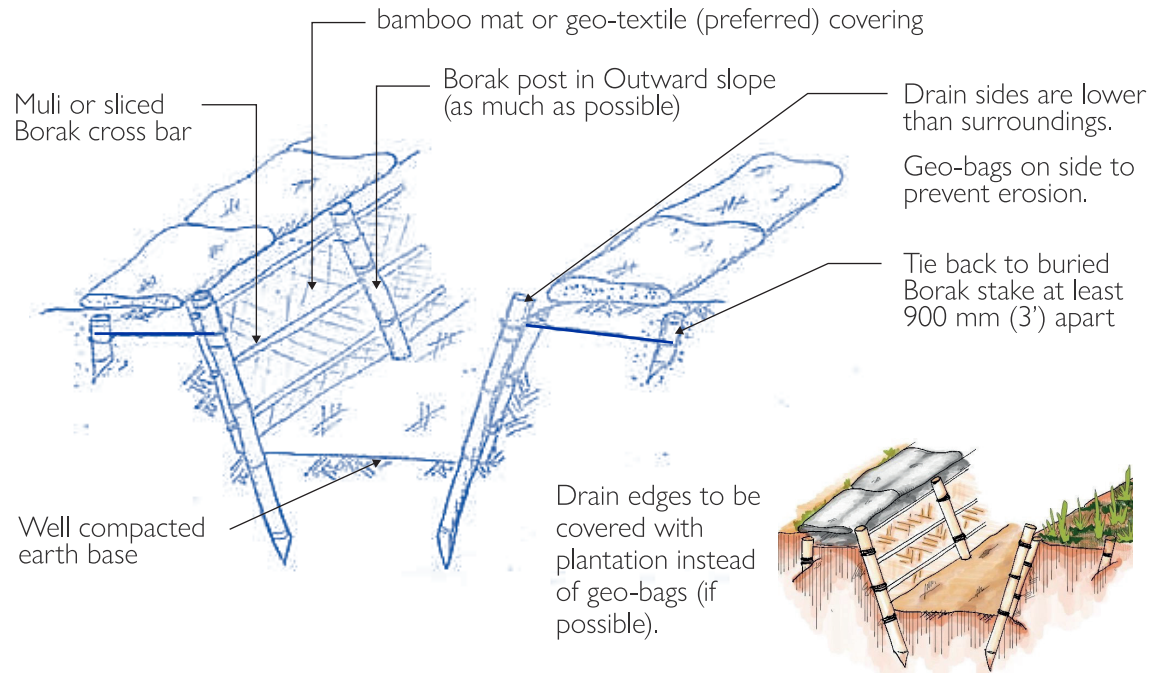 bamboo mat or geo-textile (preferred) covering
Muli or sliced
Borak cross bar
Borak post in Outward slope
(as much as possible)
Drain sides are lower
than surroundings.
Geo-bags on side to
prevent erosion.
Tie back to buried
Borak stake at least
900 mm (3') apart
Well compacted
earth base
Drain edges to be
covered with
plantation instead
of geo-bags (if
possible).